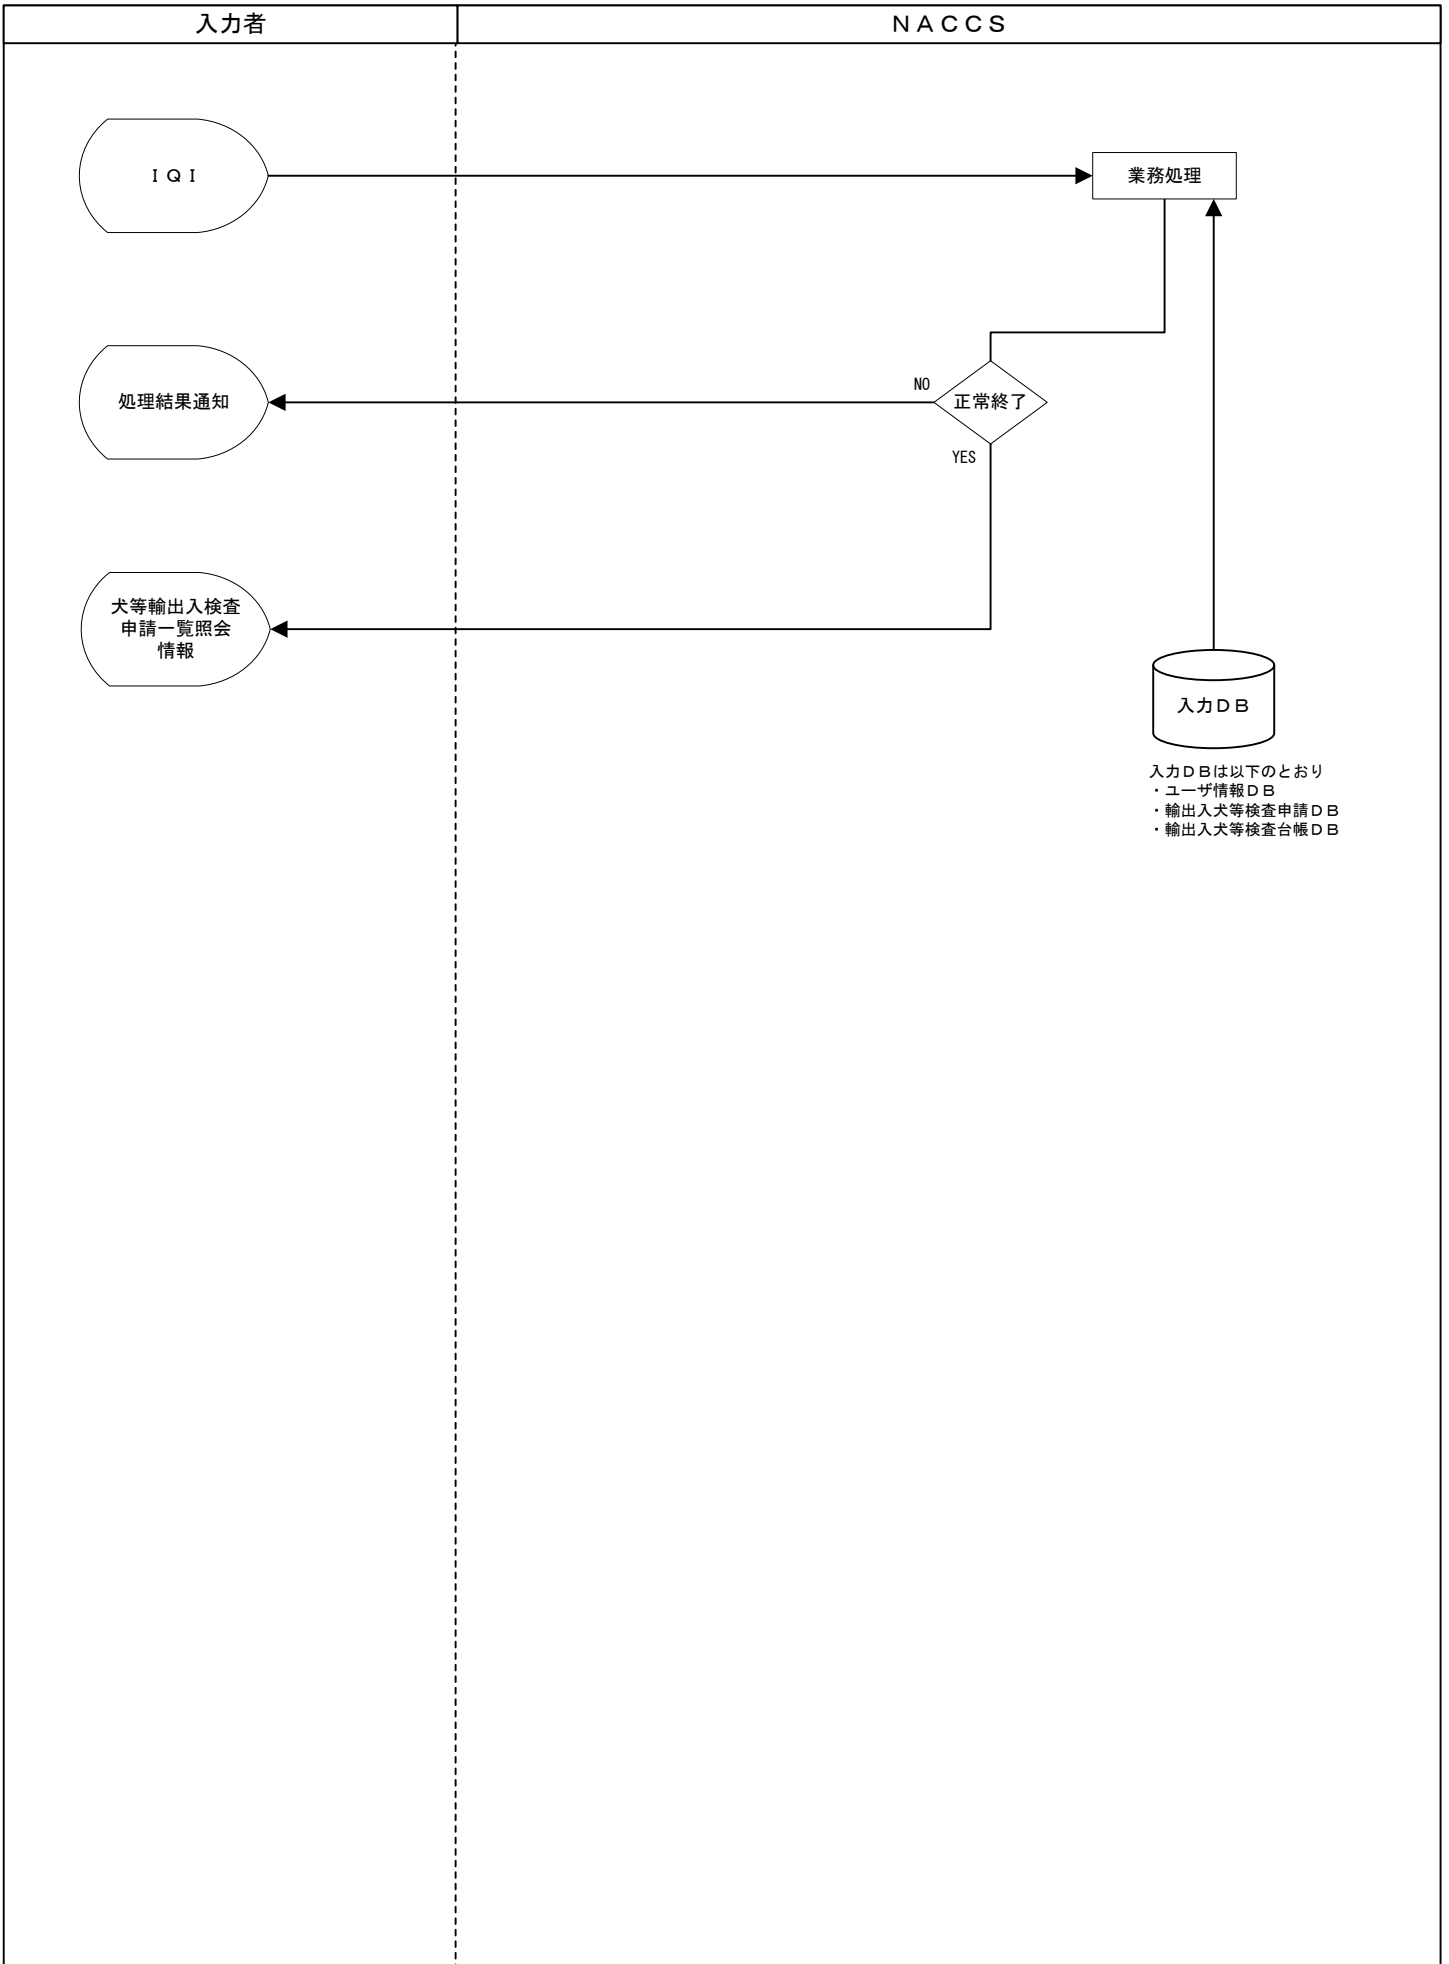 入力者
ＮＡＣＣＳ
ＩＱＩ
業務処理
処理結果通知
NO
正常終了
YES
犬等輸出入検査
申請一覧照会
情報
入力ＤＢ
入力ＤＢは以下のとおり
・ユーザ情報ＤＢ
・輸出入犬等検査申請ＤＢ
・輸出入犬等検査台帳ＤＢ